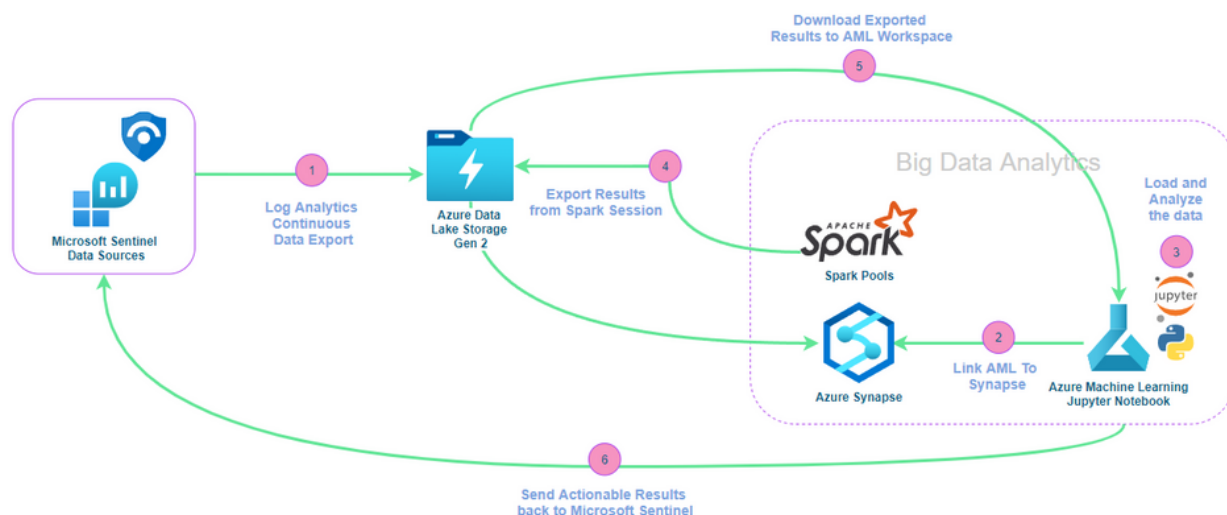 Download Exported
Results to AML Workspace
5
Big Data Analytics
1
4
Log Analytics
Continuous
Data Export
Azure Data
Lake Storage
Gen 2
Export Results
from Spark Session
Load and
Analyze
the data
3
Microsoft Sentinel
Data Sources
APACHE
Spark
Spark Pools
jupyter
2
Link AML To
Synapse
Azure Synapse
Azure Machine Learning
Jupyter Notebook
6
Send Actionable Results
back to Microsoft Sentinel